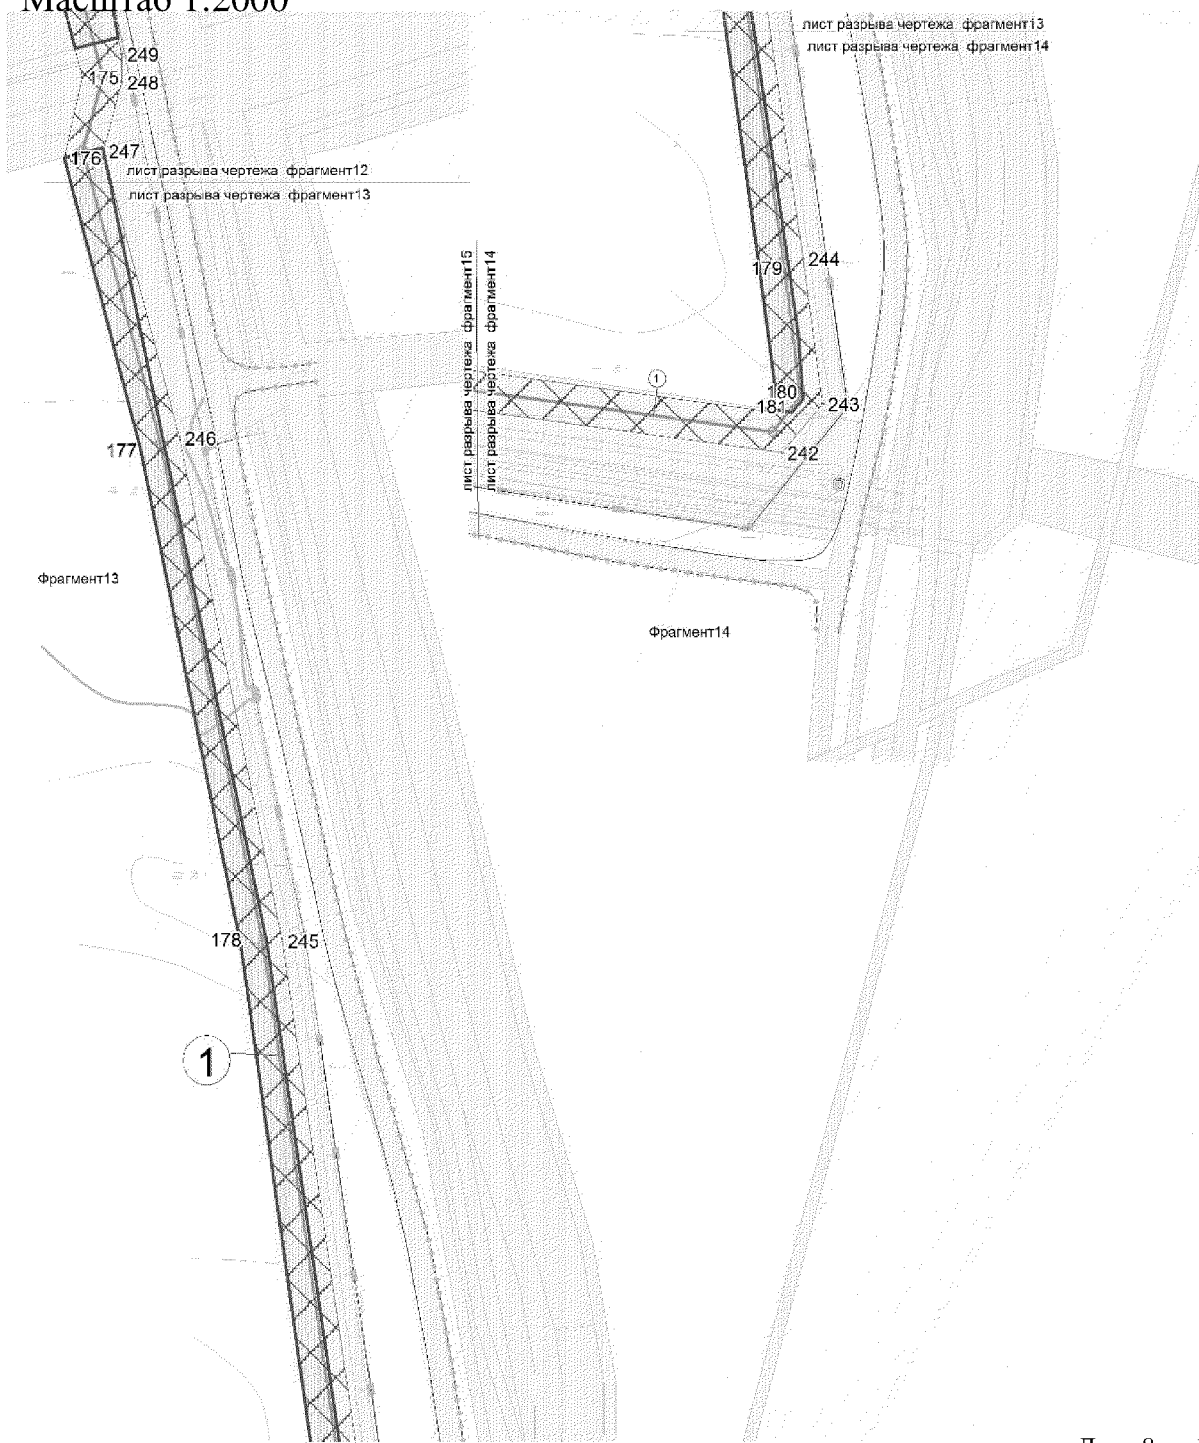 Масштаб 1:2000
лист разрыва чертежа фрагмент13
лист разрыва чертежа фрагмент14
249
175
248
247
176
лист разрыва чертежа фрагмент12
лист разрыва чертежа фрагмент13
244
179
лист разрыва чертежа фрагмент15
лист разрыва чертежа фрагмент14
1
180
181
243
242
246
177
Фрагмент13
Фрагмент14
178
245
1